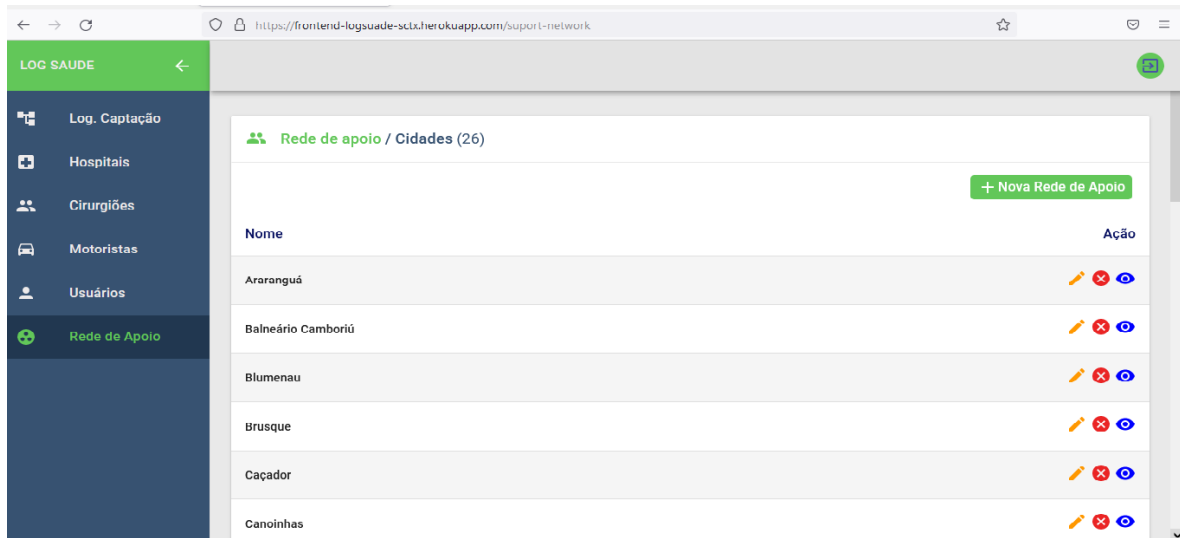 https://frontend-logsuade-sctx.herokuapp.com/suport-network
LOG SAUDE
Log. Captação
Hospitais
Cirurgiões
Motoristas
Usuários
Rede de Apoio
Rede de apoio / Cidades (26)
+ Nova Rede de Apoio
Nome Ação
Araranguá
Balneário Camboriú
Blumenau
Brusque
Caçador
Canoinhas